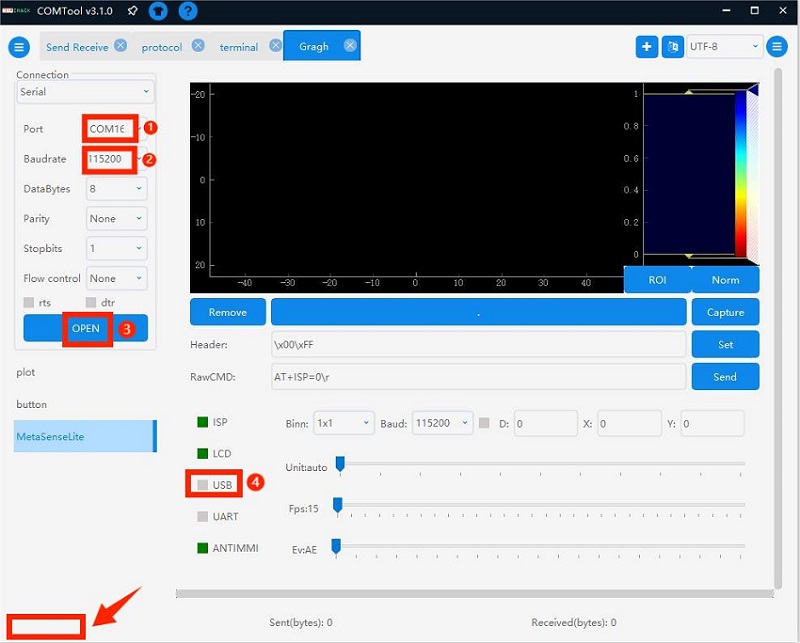 COMTool v3.1.0
?
Send Receive
protocol
terminal
Gragh
UTF-8
Connection
Serial
Port COM16 1
Baudrate 115200 2
DataBytes 8
Parity None
Stopbits 1
Flow control None
rts dtr
OPEN 3
plot
button
MetaSenseLite
-20
-10
0
10
20
-40 -30 -20 -10 0 10 20 30 40
1
0.8
0.6
0.4
0.2
0
ROI Norm
Remove . Capture
Header: \x00\xFF Set
RawCMD: AT+ISP=0\r Send
ISP
LCD
USB 4
UART
ANTIMMI
Binn: 1x1 Baud: 115200 D: 0 X: 0 Y: 0
Unit:auto
Fps:15
Ev:AE
Sent(bytes): 0 Received(bytes): 0